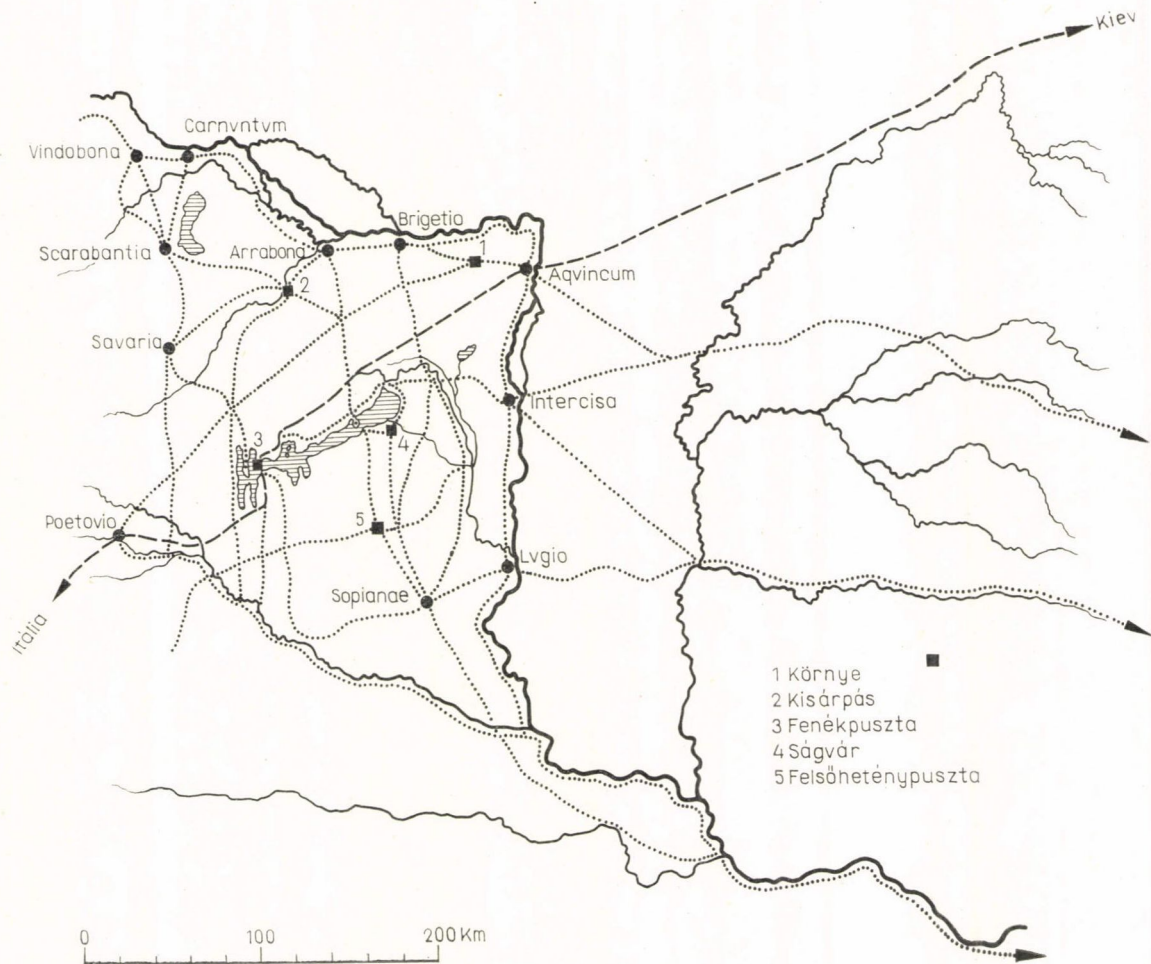 Kiev
Carnvntvm
Vindobona
Brigetio
1
Scarabantia
Arrabona
Aqvincum
2
Savaria
Intercisa
3
4
Poetovio
5
Lvgio
Sopianae
Itália
1 Környe
2 Kisárpás
3 Fenékpuszta
4 Ságvár
5 Felsőheténypuszta
0 100 200 Km